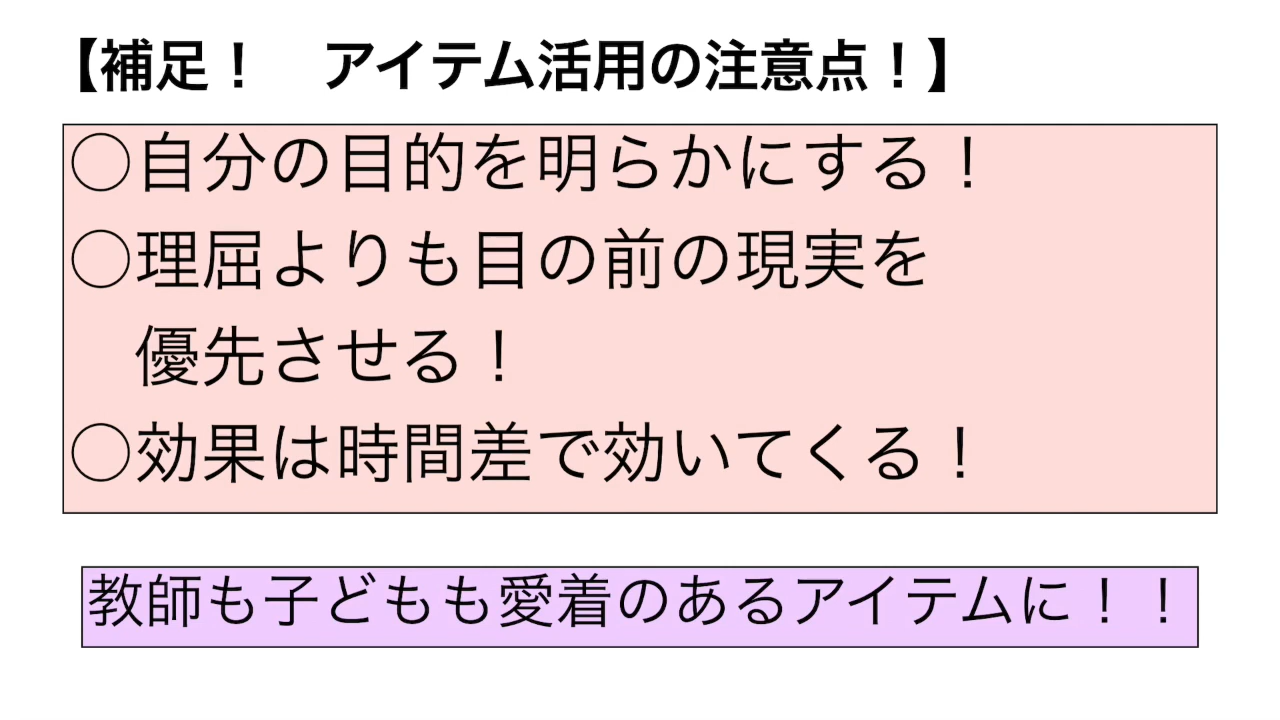 【補足！　アイテム活用の注意点！】
○自分の目的を明らかにする！
○理屈よりも目の前の現実を
優先させる！
○効果は時間差で効いてくる！
教師も子どもも愛着のあるアイテムに！！